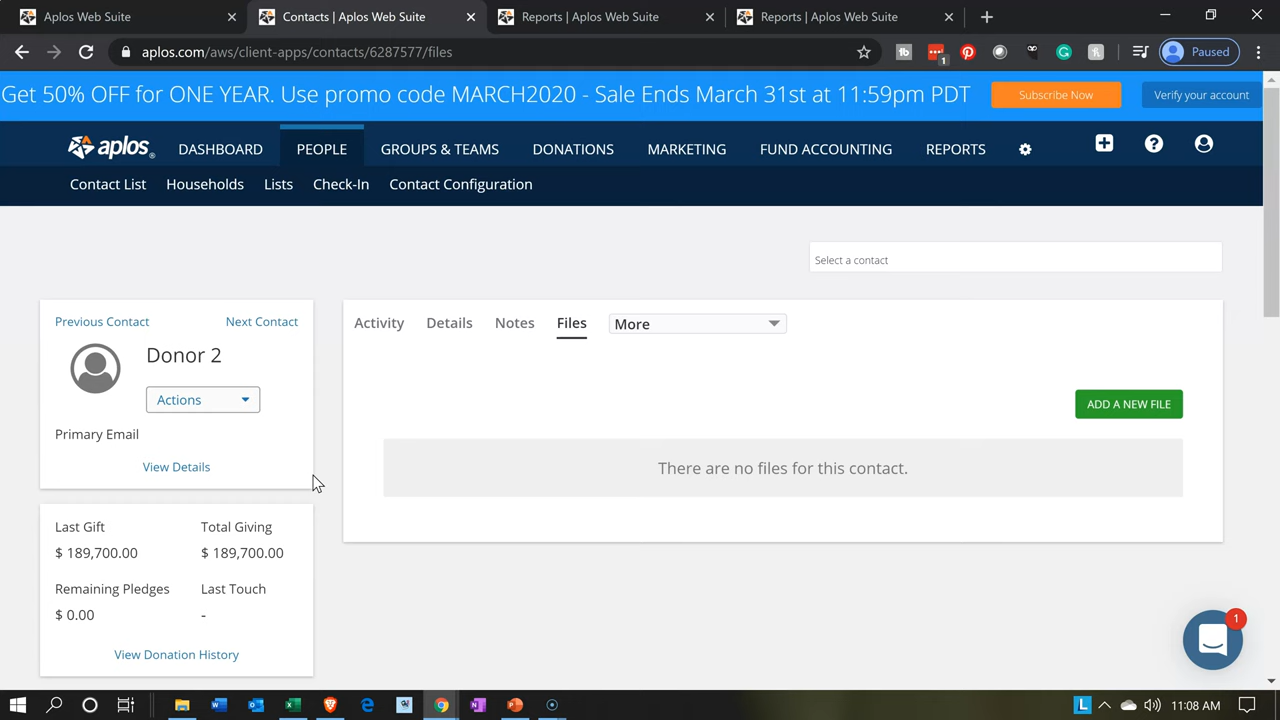 Aplos Web Suite
Contacts | Aplos Web Suite
Reports | Aplos Web Suite
Reports | Aplos Web Suite
aplos.com/aws/client-apps/contacts/6287577/files
1
Paused
Get 50% OFF for ONE YEAR. Use promo code MARCH2020 - Sale Ends March 31st at 11:59pm PDT
Subscribe Now
Verify your account
aplos
DASHBOARD
PEOPLE
GROUPS & TEAMS
DONATIONS
MARKETING
FUND ACCOUNTING
REPORTS
Contact List
Households
Lists
Check-In
Contact Configuration
Select a contact
Previous Contact
Next Contact
Donor 2
Actions
Primary Email
View Details
Activity
Details
Notes
Files
More
ADD A NEW FILE
There are no files for this contact.
Last Gift
Total Giving
$ 189,700.00
$ 189,700.00
Remaining Pledges
Last Touch
$ 0.00
-
View Donation History
1
11:08 AM